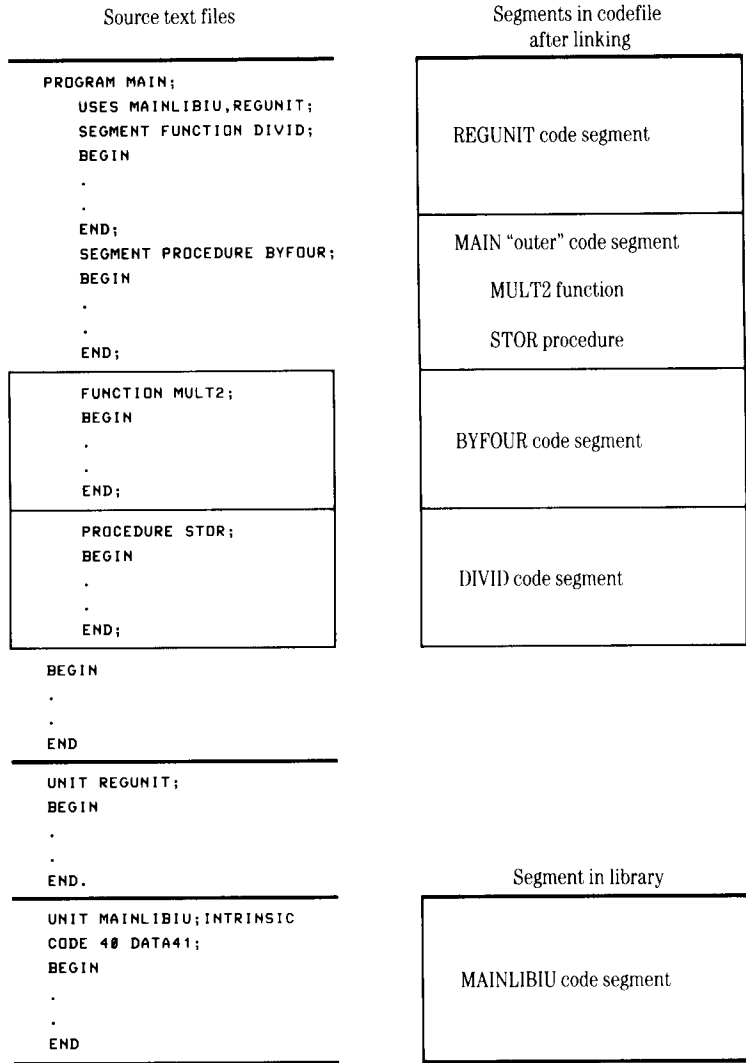 Source text files
PROGRAM MAIN;
USES MAINLIBIU,REGUNIT;
SEGMENT FUNCTION DIVID;
BEGIN
.
.
END;
SEGMENT PROCEDURE BYFOUR;
BEGIN
.
.
END;
FUNCTION MULT2;
BEGIN
.
.
END;
PROCEDURE STOR;
BEGIN
.
.
END;
BEGIN
.
.
END
UNIT REGUNIT;
BEGIN
.
.
END.
UNIT MAINLIBIU;INTRINSIC
CODE 40 DATA41;
BEGIN
.
.
END
Segments in codefile
after linking
REGUNIT code segment
MAIN “outer” code segment
MULT2 function
STOR procedure
BYFOUR code segment
DIVID code segment
Segment in library
MAINLIBIU code segment